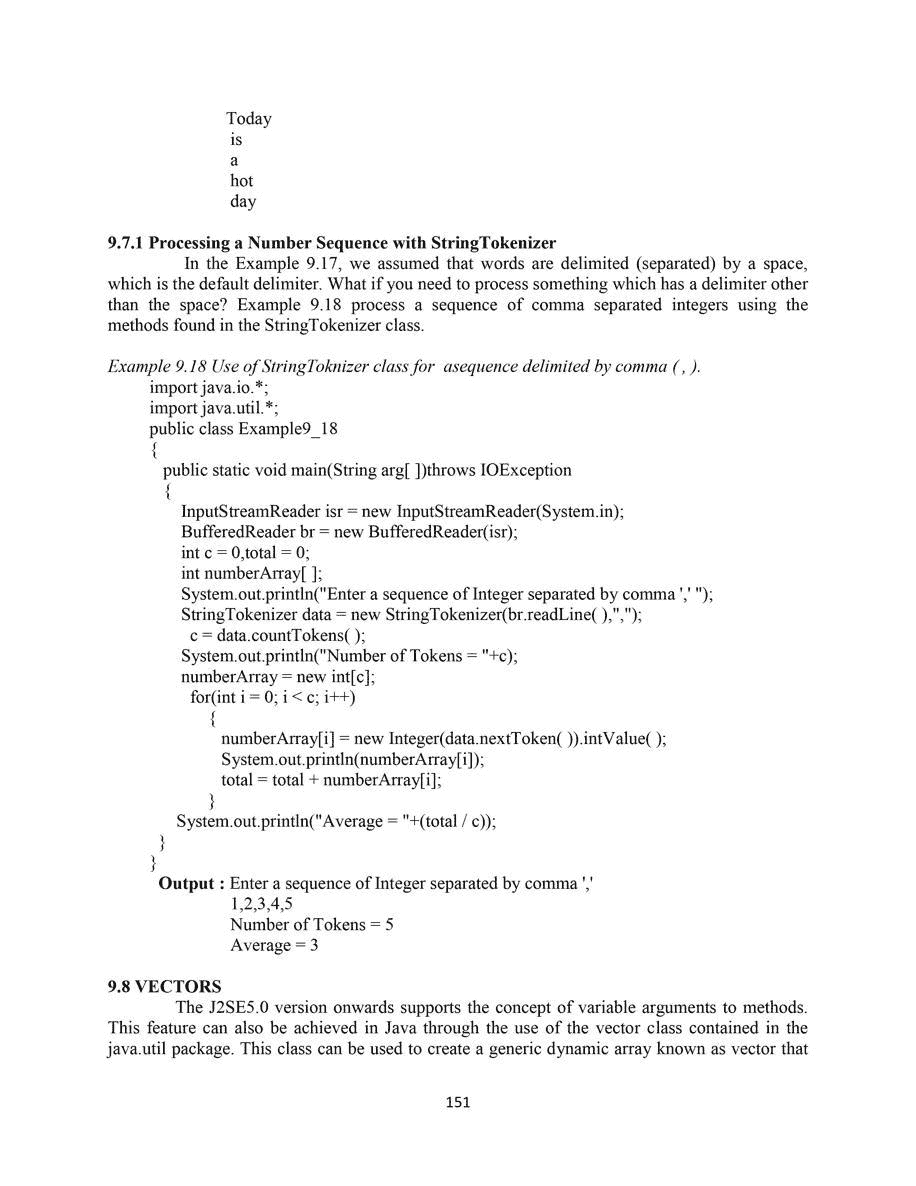 Today
is
a
hot
day
9.7.1 Processing a Number Sequence with StringTokenizer
In the Example 9.17, we assumed that words are delimited (separated) by a space,
which is the default delimiter. What if you need to process something which has a delimiter other
than the space? Example 9.18 process a sequence of comma separated integers using the
methods found in the StringTokenizer class.
Example 9.18 Use of StringToknizer class for asequence delimited by comma ( , ).
import java.io.*;
import java.util.*;
public class Example9_18
{
public static void main(String arg[ ])throws IOException
{
InputStreamReader isr = new InputStreamReader(System.in);
BufferedReader br = new BufferedReader(isr);
int c = 0,total = 0;
int numberArray[ ];
System.out.println("Enter a sequence of Integer separated by comma ',' ");
StringTokenizer data = new StringTokenizer(br.readLine( ),",");
c = data.countTokens( );
System.out.println("Number of Tokens = "+c);
numberArray = new int[c];
for(int i = 0; i < c; i++)
{
numberArray[i] = new Integer(data.nextToken( )).intValue( );
System.out.println(numberArray[i]);
total = total + numberArray[i];
}
System.out.println("Average = "+(total / c));
}
}
Output : Enter a sequence of Integer separated by comma ','
1,2,3,4,5
Number of Tokens = 5
Average = 3
9.8 VECTORS
The J2SE5.0 version onwards supports the concept of variable arguments to methods.
This feature can also be achieved in Java through the use of the vector class contained in the
java.util package. This class can be used to create a generic dynamic array known as vector that
151